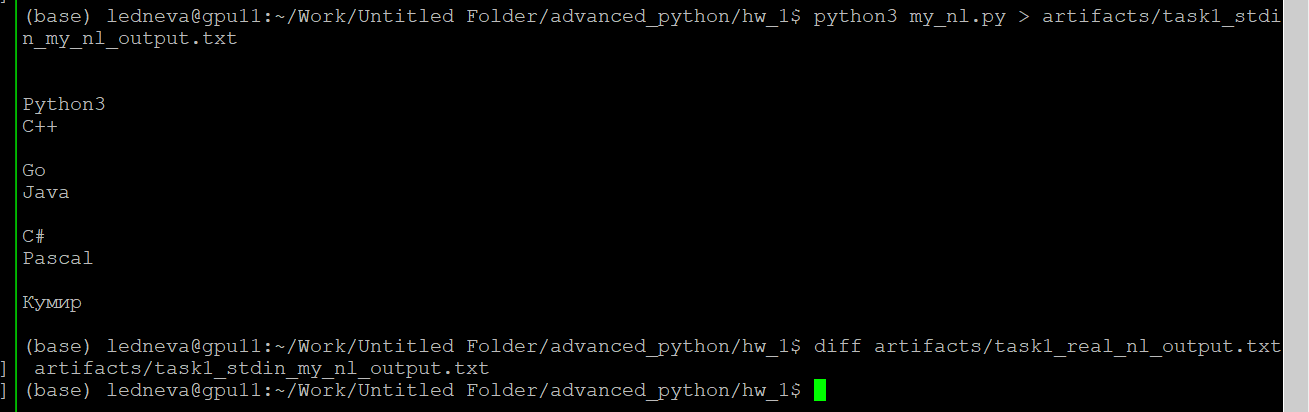 (base) ledneva@gpu11:~/Work/Untitled Folder/advanced_python/hw_1$ python3 my_nl.py > artifacts/task1_stdi
n_my_nl_output.txt
Python3
C++
Go
Java
C#
Pascal
Кумир
(base) ledneva@gpu11:~/Work/Untitled Folder/advanced_python/hw_1$ diff artifacts/task1_real_nl_output.txt
] artifacts/task1_stdin_my_nl_output.txt
] (base) ledneva@gpu11:~/Work/Untitled Folder/advanced_python/hw_1$